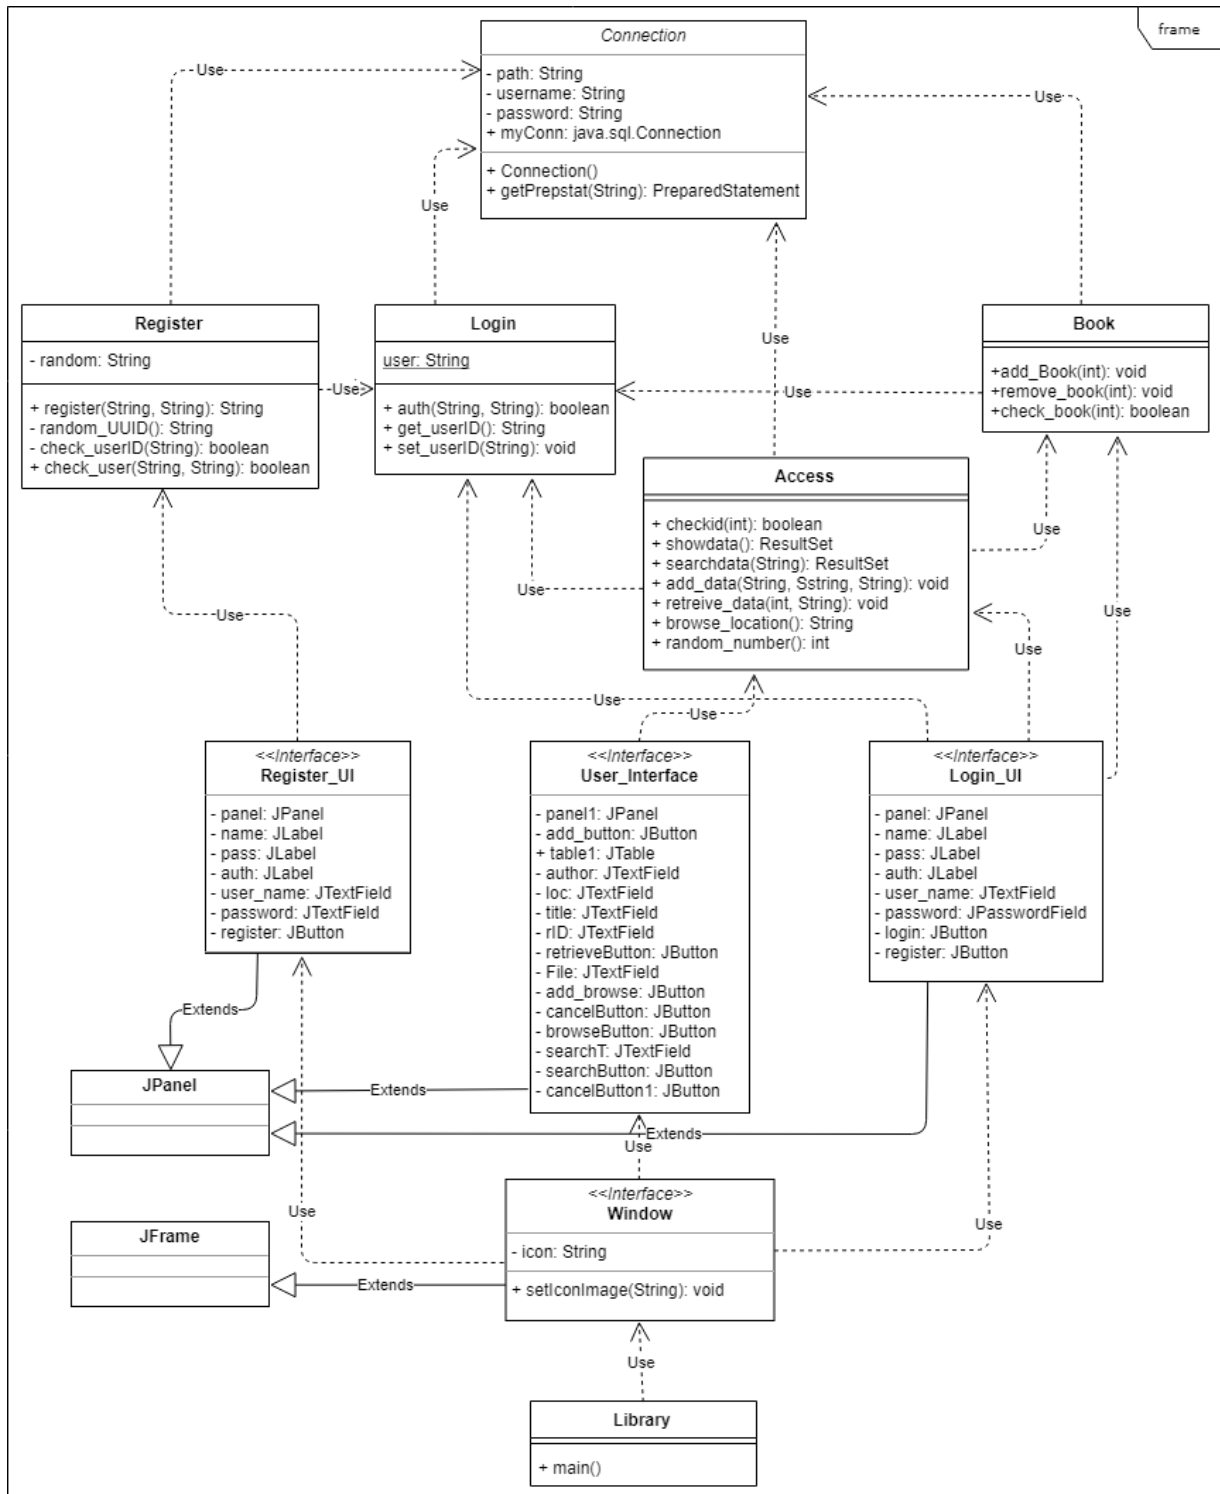 frame
Connection
- path: String
- username: String
- password: String
+ myConn: java.sql.Connection
+ Connection()
+ getPrepstat(String): PreparedStatement
Use
Use
Use
Use
Register
- random: String
+ register(String, String): String
- random_UUID(): String
- check_userID(String): boolean
+ check_user(String, String): boolean
Use
Login
user: String
+ auth(String, String): boolean
+ get_userID(): String
+ set_userID(String): void
Use
Book
+add_Book(int): void
+remove_book(int): void
+check_book(int): boolean
Access
+ checkid(int): boolean
+ showdata(): ResultSet
+ searchdata(String): ResultSet
+ add_data(String, Sstring, String): void
+ retreive_data(int, String): void
+ browse_location(): String
+ random_number(): int
Use
Use
Use
Use
Use
Use
Use
<<Interface>>
Register_UI
- panel: JPanel
- name: JLabel
- pass: JLabel
- auth: JLabel
- user_name: JTextField
- password: JTextField
- register: JButton
<<Interface>>
User_Interface
- panel1: JPanel
- add_button: JButton
+ table1: JTable
- author: JTextField
- loc: JTextField
- title: JTextField
- rID: JTextField
- retrieveButton: JButton
- File: JTextField
- add_browse: JButton
- cancelButton: JButton
- browseButton: JButton
- searchT: JTextField
- searchButton: JButton
- cancelButton1: JButton
<<Interface>>
Login_UI
- panel: JPanel
- name: JLabel
- pass: JLabel
- auth: JLabel
- user_name: JTextField
- password: JPasswordField
- login: JButton
- register: JButton
Extends
JPanel
Extends
Extends
Use
Use
Use
JFrame
Extends
<<Interface>>
Window
- icon: String
+ setIconImage(String): void
Use
Library
+ main()